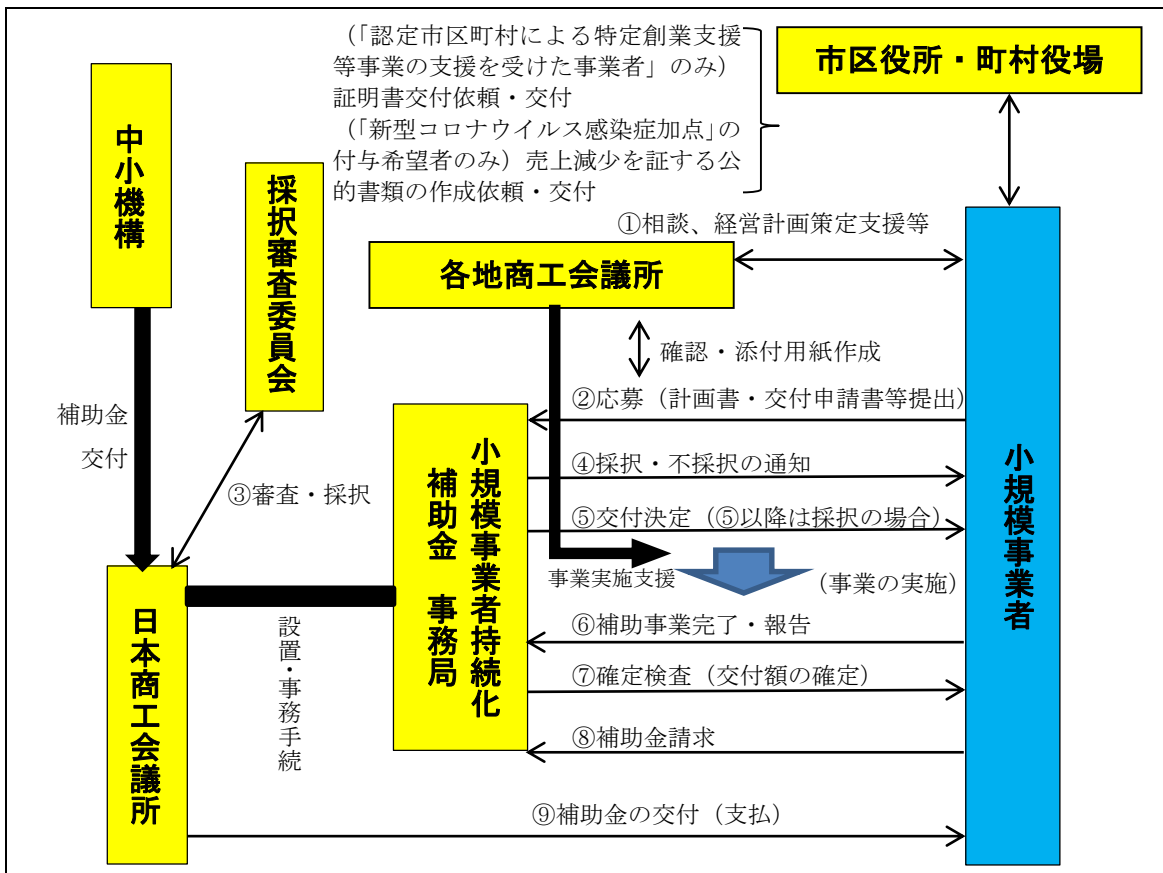 （「認定市区町村による特定創業支援
等事業の支援を受けた事業者」のみ）
証明書交付依頼・交付
（「新型コロナウイルス感染症加点」の
付与希望者のみ）売上減少を証する公
的書類の作成依頼・交付
市区役所・町村役場
中小機構
採択審査委員会
①相談、経営計画策定支援等
各地商工会議所
確認・添付用紙作成
②応募（計画書・交付申請書等提出）
補助金
交付
③審査・採択
小規模事業者持続化
補助金　事務局
④採択・不採択の通知
⑤交付決定（⑤以降は採択の場合）
小規模事業者
事業実施支援
（事業の実施）
日本商工会議所
設置・事務手続
⑥補助事業完了・報告
⑦確定検査（交付額の確定）
⑧補助金請求
⑨補助金の交付（支払）